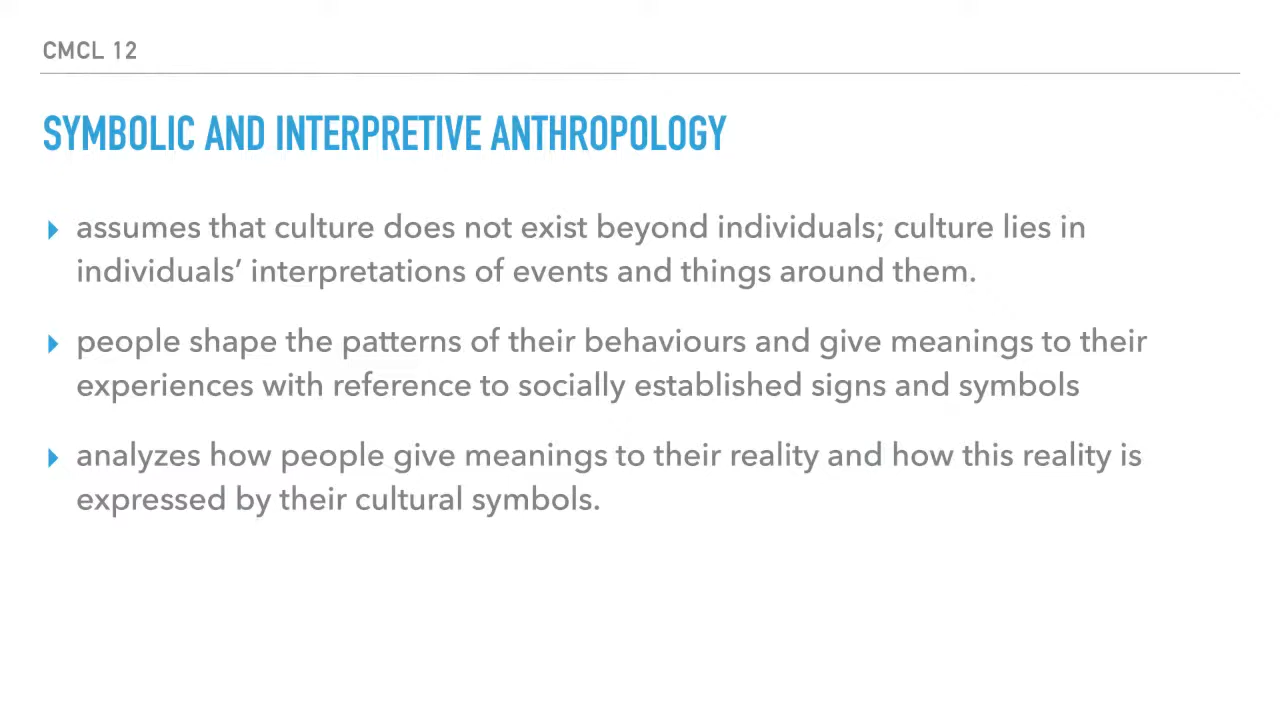 CMCL 12
SYMBOLIC AND INTERPRETIVE ANTHROPOLOGY
▸ assumes that culture does not exist beyond individuals; culture lies in
individuals’ interpretations of events and things around them.
▸ people shape the patterns of their behaviours and give meanings to their
experiences with reference to socially established signs and symbols
▸ analyzes how people give meanings to their reality and how this reality is
expressed by their cultural symbols.